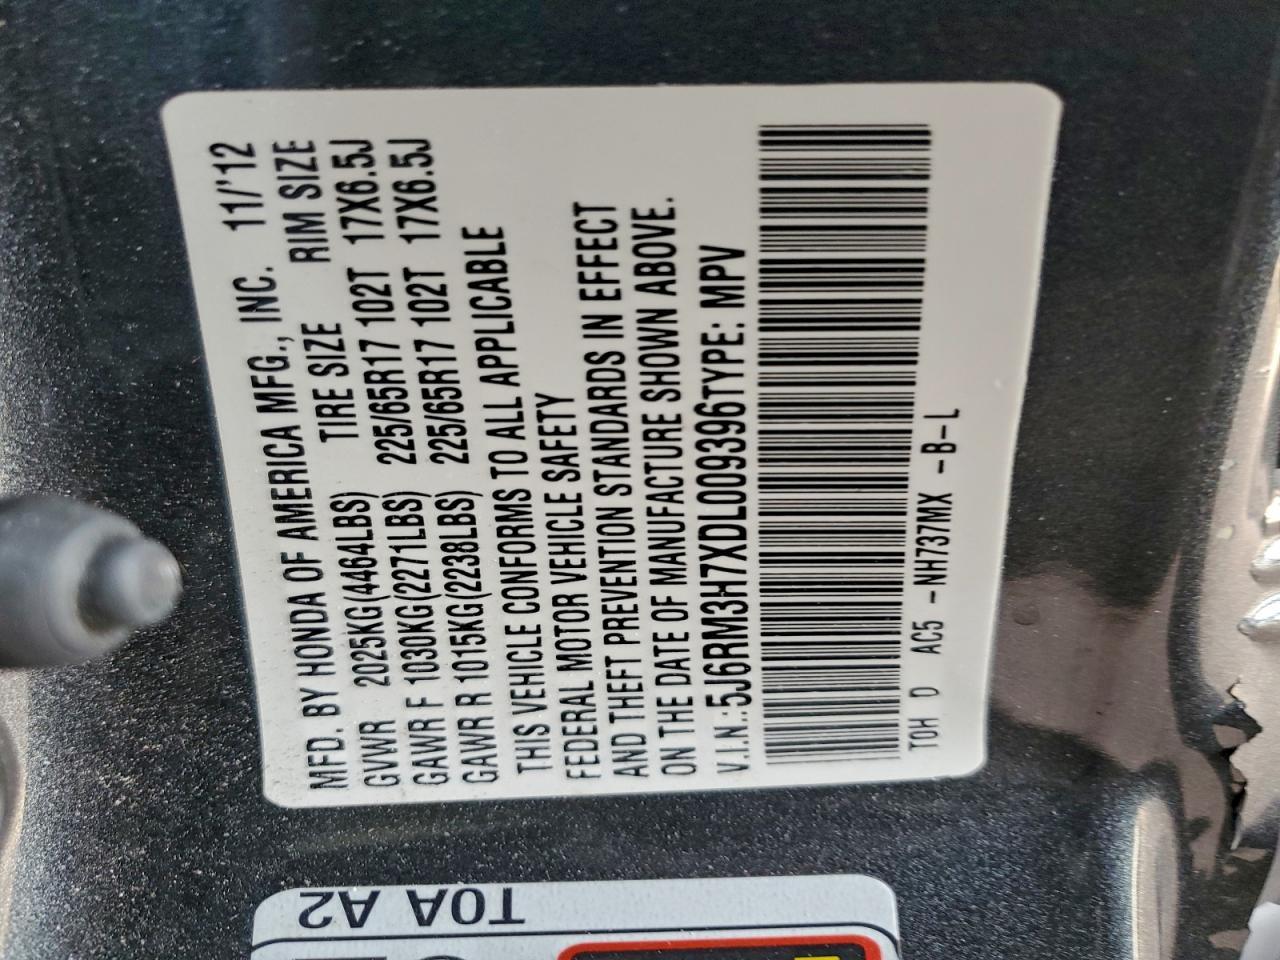 MFD. BY HONDA OF AMERICA MFG., INC. 11/'12
GVWR 2025KG(4464LBS) TIRE SIZE RIM SIZE
GAWR F 1030KG(2271LBS) 225/65R17 102T 17X6.5J
GAWR R 1015KG(2238LBS) 225/65R17 102T 17X6.5J
THIS VEHICLE CONFORMS TO ALL APPLICABLE
FEDERAL MOTOR VEHICLE SAFETY
AND THEFT PREVENTION STANDARDS IN EFFECT
ON THE DATE OF MANUFACTURE SHOWN ABOVE.
V.I.N.:5J6RM3H7XDL009396TYPE: MPV
TOH D AC5 -NH737MX -B-L
T0A A2